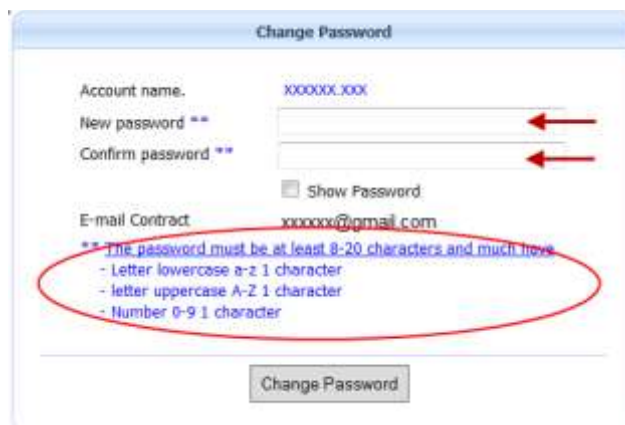 Change Password
Account name. xxxxxx.xxx
New password **
Confirm password **
Show Password
E-mail Contract xxxxxx@gmail.com
** The password must be at least 8-20 characters and much have
- Letter lowercase a-z 1 character
- letter uppercase A-Z 1 character
- Number 0-9 1 character
Change Password